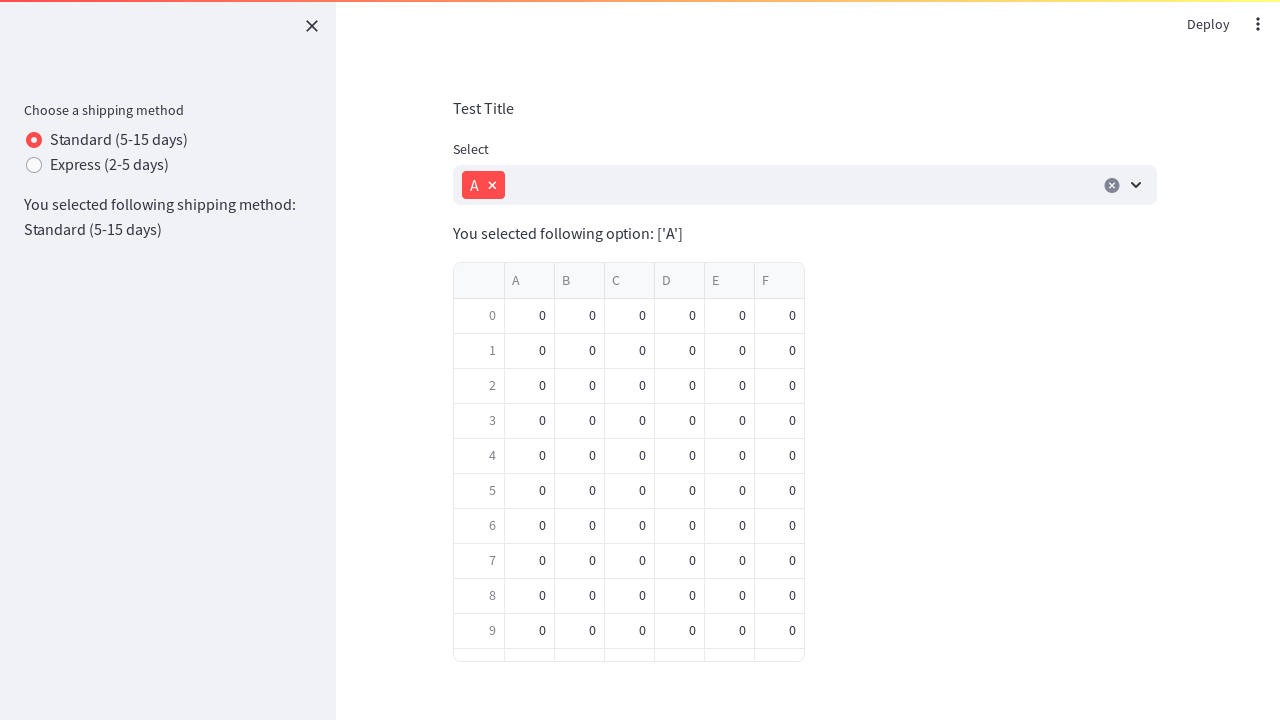 Deploy
Choose a shipping method
Standard (5-15 days)
Express (2-5 days)
You selected following shipping method:
Standard (5-15 days)
Test Title
Select
A
You selected following option: ['A']
A B C D E F
0 0 0 0 0 0 0
1 0 0 0 0 0 0
2 0 0 0 0 0 0
3 0 0 0 0 0 0
4 0 0 0 0 0 0
5 0 0 0 0 0 0
6 0 0 0 0 0 0
7 0 0 0 0 0 0
8 0 0 0 0 0 0
9 0 0 0 0 0 0